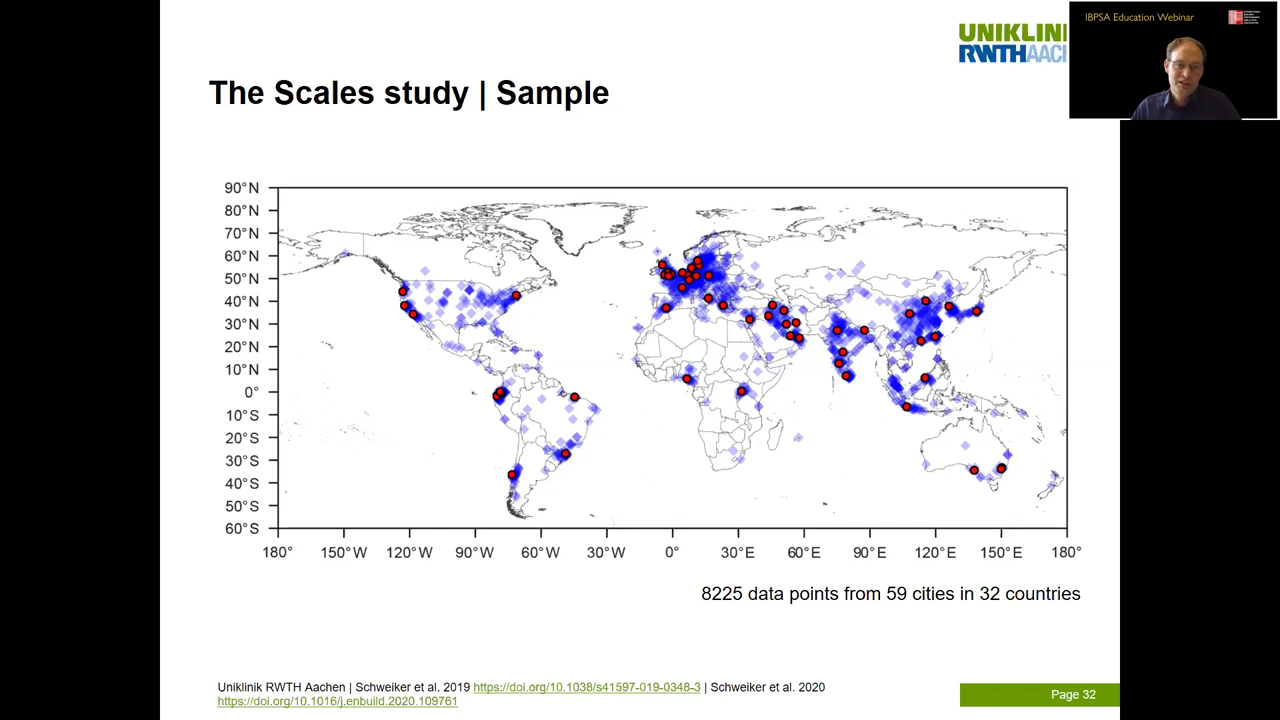 IBPSA Education Webinar
UNIKLINI
RWTHAACH
The Scales study | Sample
90°N
80°N
70°N
60°N
50°N
40°N
30°N
20°N
10°N
0°
10°S
20°S
30°S
40°S
50°S
60°S
180° 150°W 120°W 90°W 60°W 30°W 0° 30°E 60°E 90°E 120°E 150°E 180°
8225 data points from 59 cities in 32 countries
Uniklinik RWTH Aachen | Schweiker et al. 2019 https://doi.org/10.1038/s41597-019-0348-3 | Schweiker et al. 2020
https://doi.org/10.1016/j.enbuild.2020.109761
Page 32